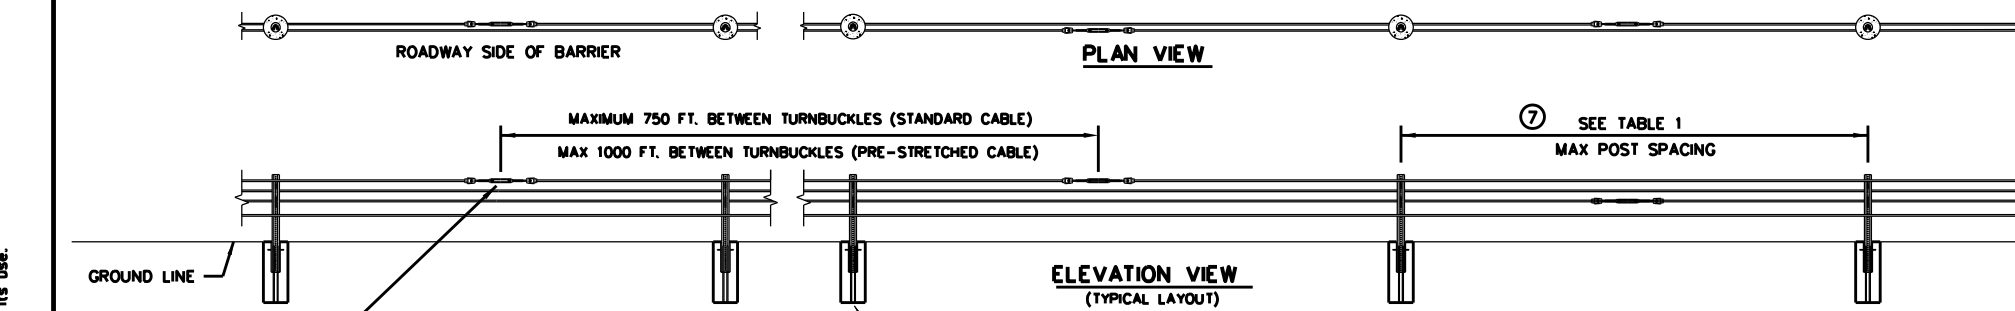 ROADWAY SIDE OF BARRIER
PLAN VIEW
MAXIMUM 750 FT. BETWEEN TURNBUCKLES (STANDARD CABLE)
MAX 1000 FT. BETWEEN TURNBUCKLES (PRE-STRETCHED CABLE)
7 SEE TABLE 1
MAX POST SPACING
GROUND LINE
ELEVATION VIEW
(TYPICAL LAYOUT)
its use.